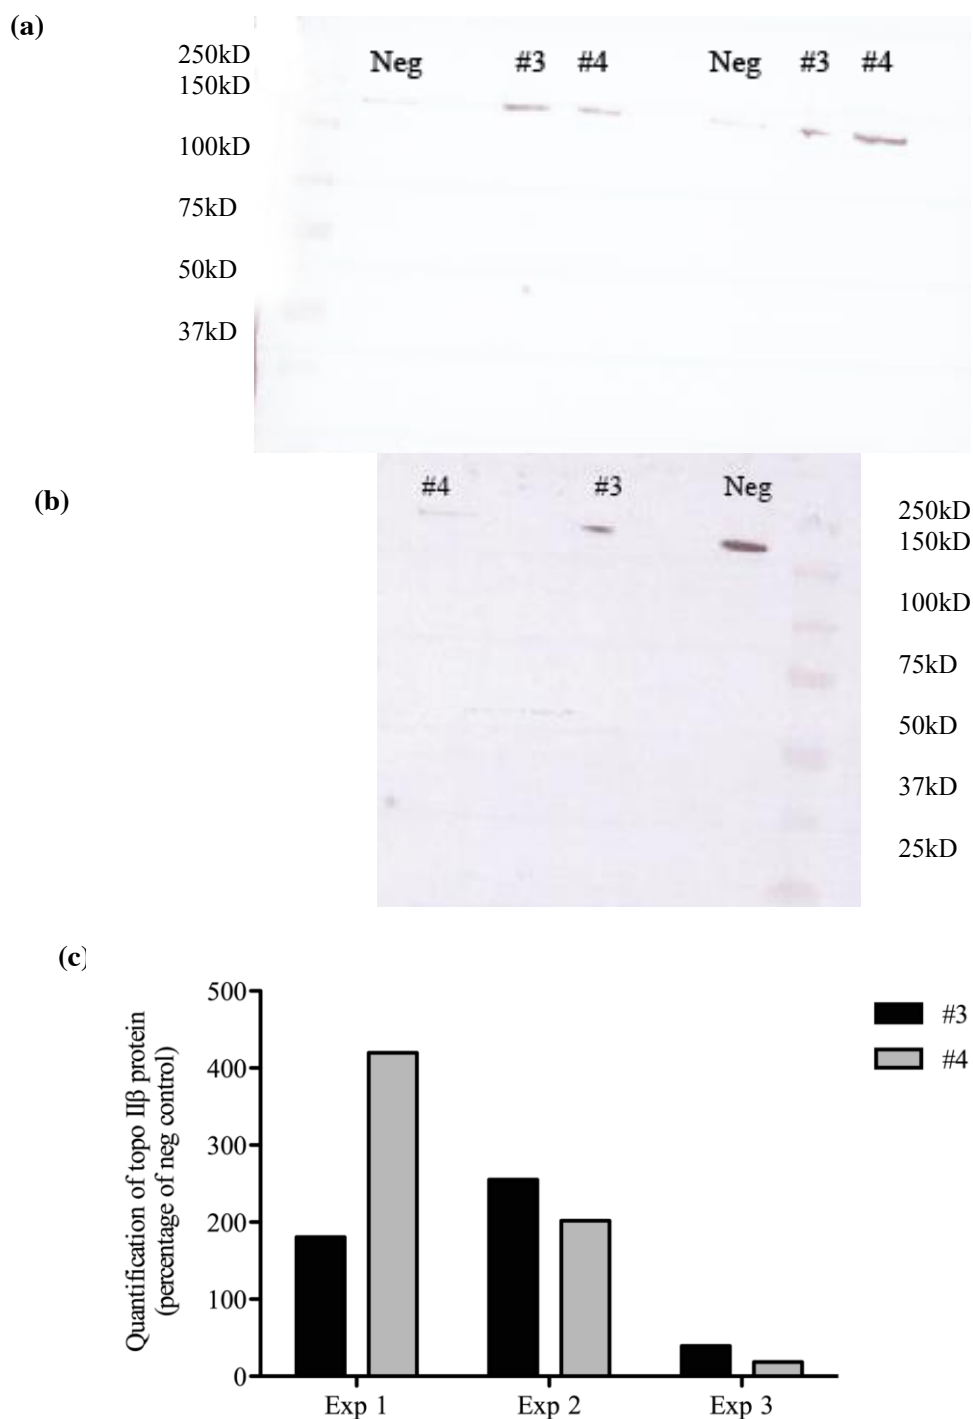 (a)
250kD
150kD
100kD
75kD
50kD
37kD
Neg #3 #4 Neg #3 #4
(b)
#4 #3 Neg
250kD
150kD
100kD
75kD
50kD
37kD
25kD
(c)
Quantification of topo IIβ protein
(percentage of neg control)
500
400
300
200
100
0
Exp 1 Exp 2 Exp 3
#3
#4